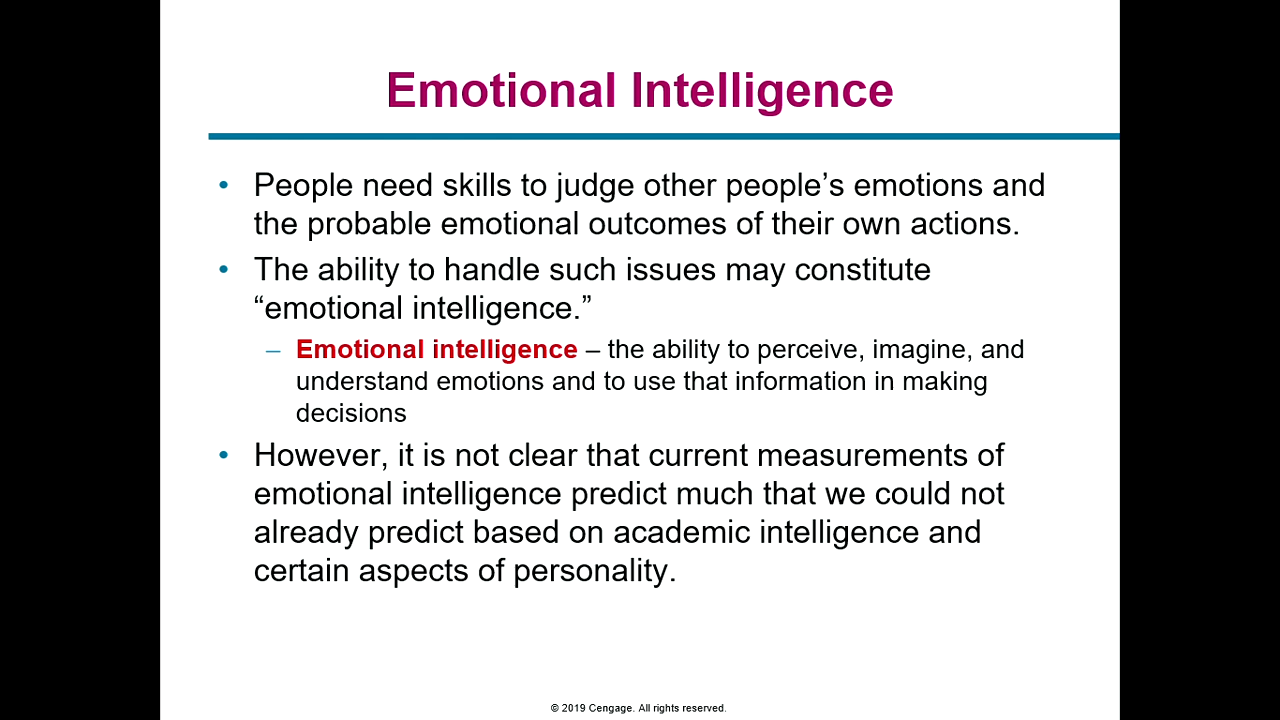 Emotional Intelligence
• People need skills to judge other people’s emotions and
the probable emotional outcomes of their own actions.
• The ability to handle such issues may constitute
“emotional intelligence.”
– Emotional intelligence – the ability to perceive, imagine, and
understand emotions and to use that information in making
decisions
• However, it is not clear that current measurements of
emotional intelligence predict much that we could not
already predict based on academic intelligence and
certain aspects of personality.
© 2019 Cengage. All rights reserved.